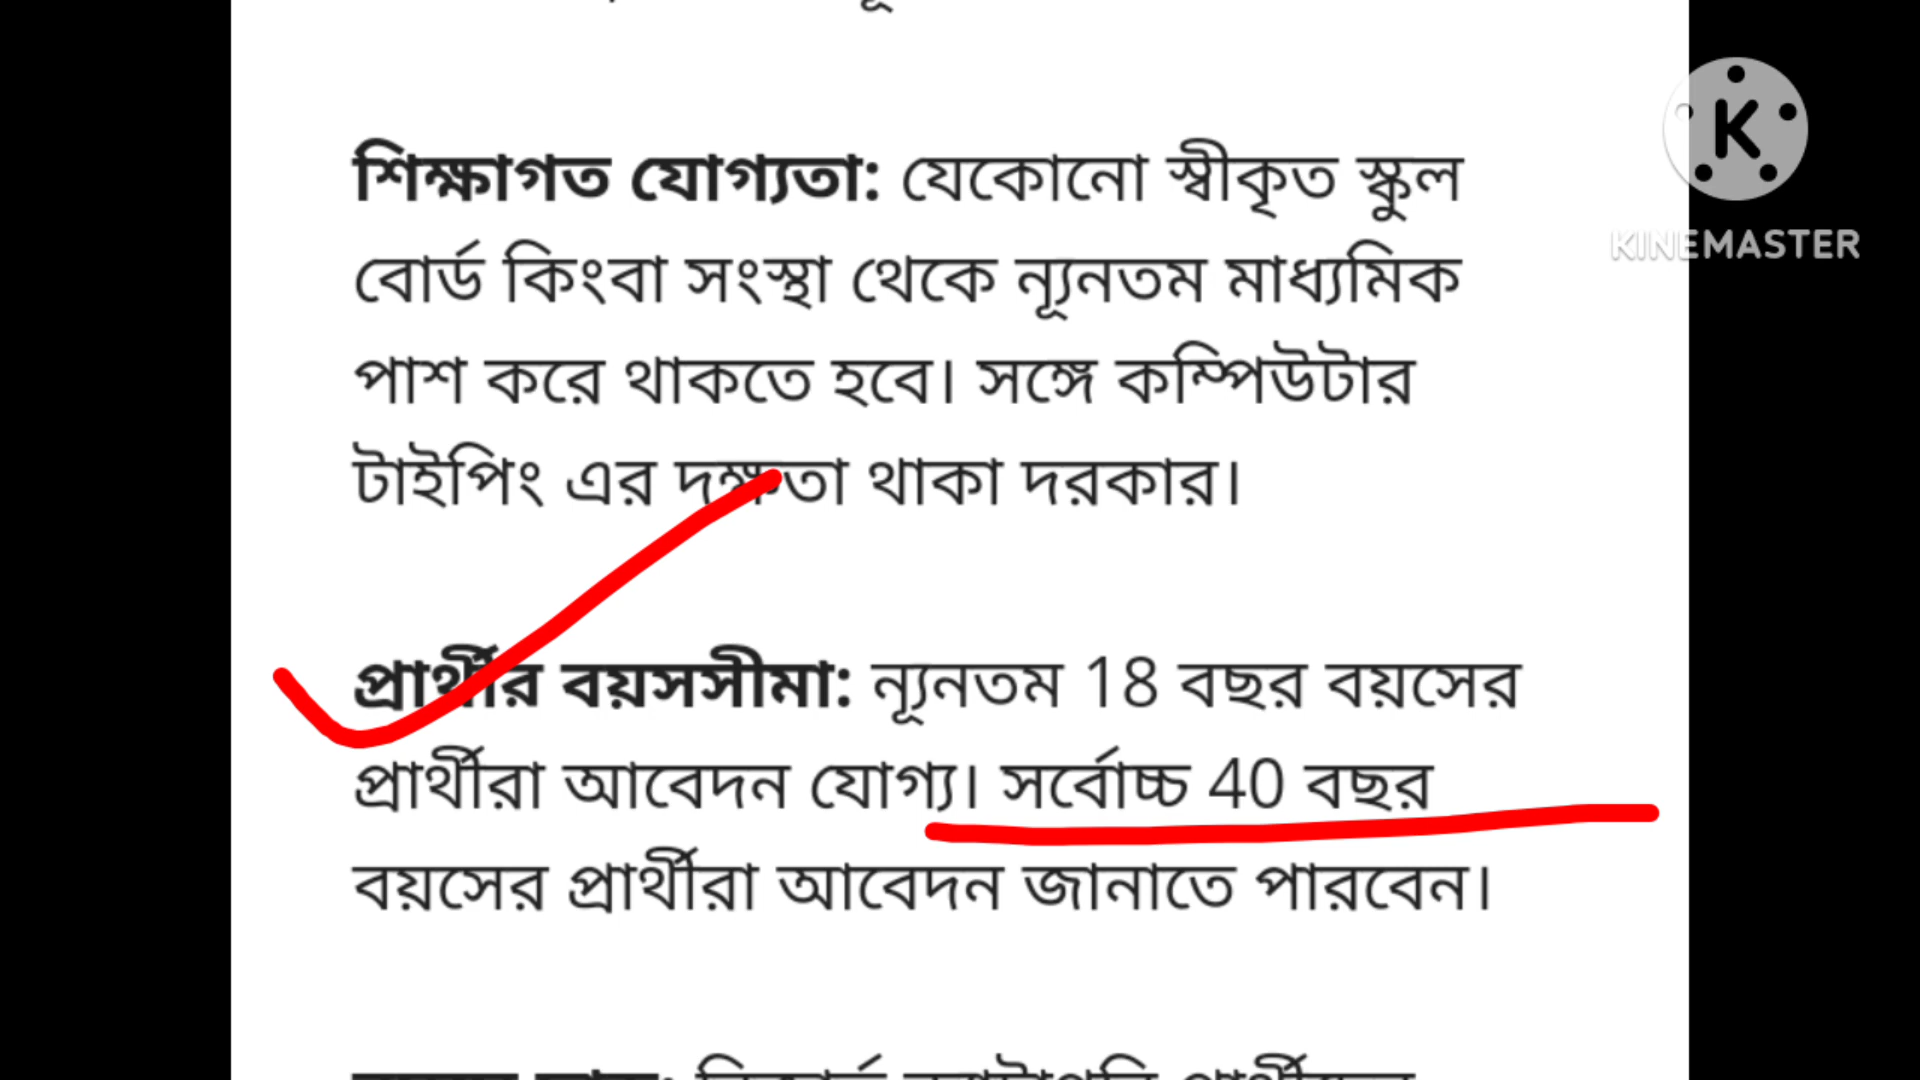 শিক্ষাগত যোগ্যতা: যেকোনো স্বীকৃত স্কুল
বোর্ড কিংবা সংস্থা থেকে ন্যূনতম মাধ্যমিক
পাশ করে থাকতে হবে। সঙ্গে কম্পিউটার
টাইপিং এর দক্ষতা থাকা দরকার।
প্রার্থীর বয়সসীমা: ন্যূনতম 18 বছর বয়সের
প্রার্থীরা আবেদন যোগ্য। সর্বোচ্চ 40 বছর
বয়সের প্রার্থীরা আবেদন জানাতে পারবেন।
K
KINEMASTER